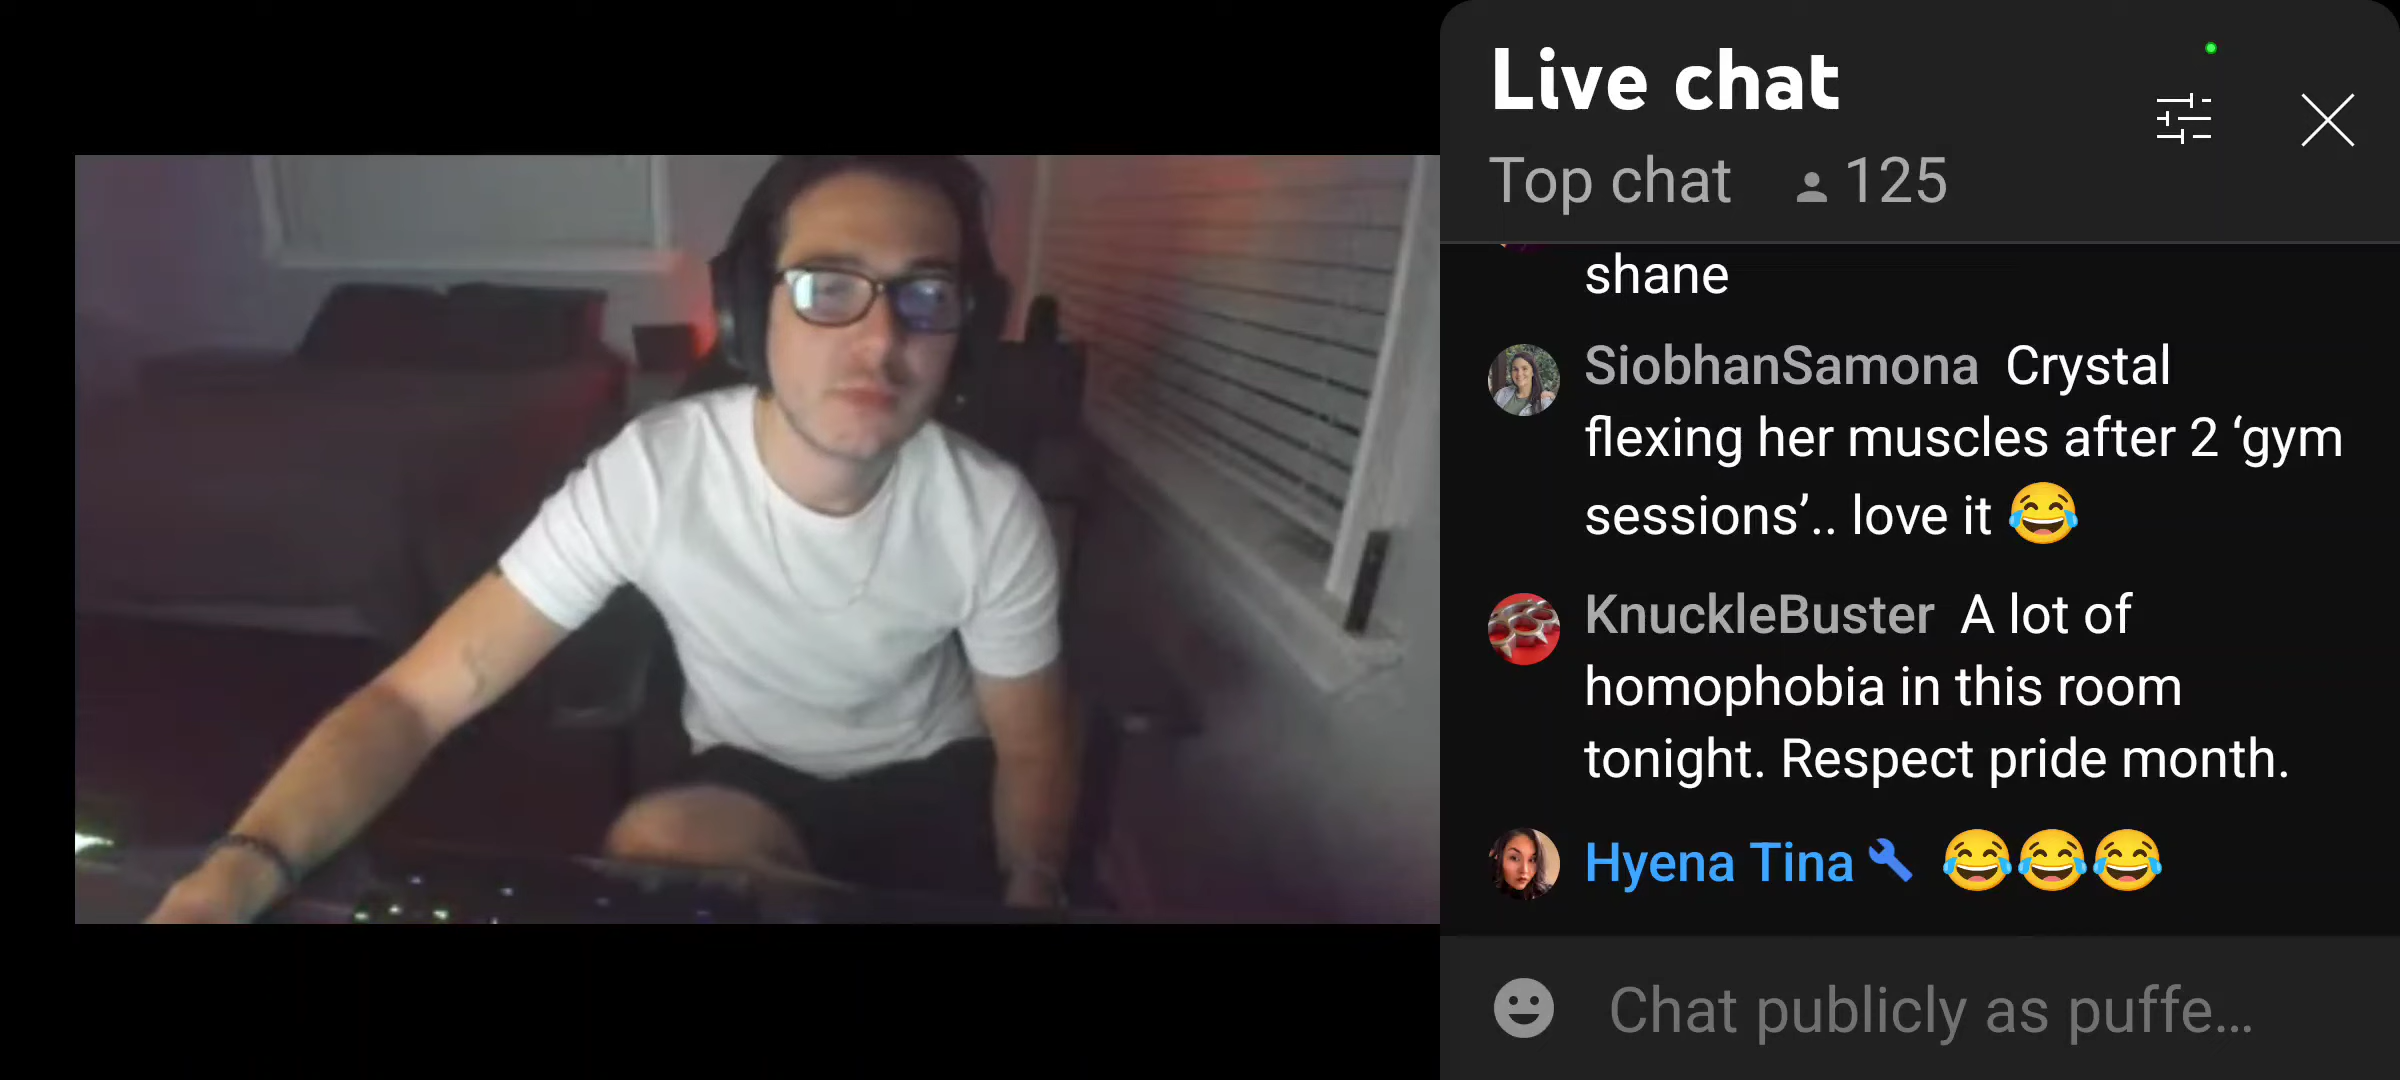 Live chat
Top chat 125
shane
SiobhanSamona Crystal
flexing her muscles after 2 ‘gym
sessions’.. love it 😂
KnuckleBuster A lot of
homophobia in this room
tonight. Respect pride month.
Hyena Tina 😂😂😂
Chat publicly as puffe...